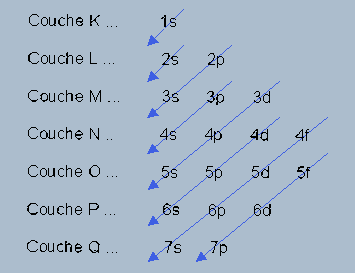 Couche K ... 1s
Couche L ... 2s 2p
Couche M ... 3s 3p 3d
Couche N .. 4s 4p 4d 4f
Couche O ... 5s 5p 5d 5f
Couche P ... 6s 6p 6d
Couche Q ... 7s 7p